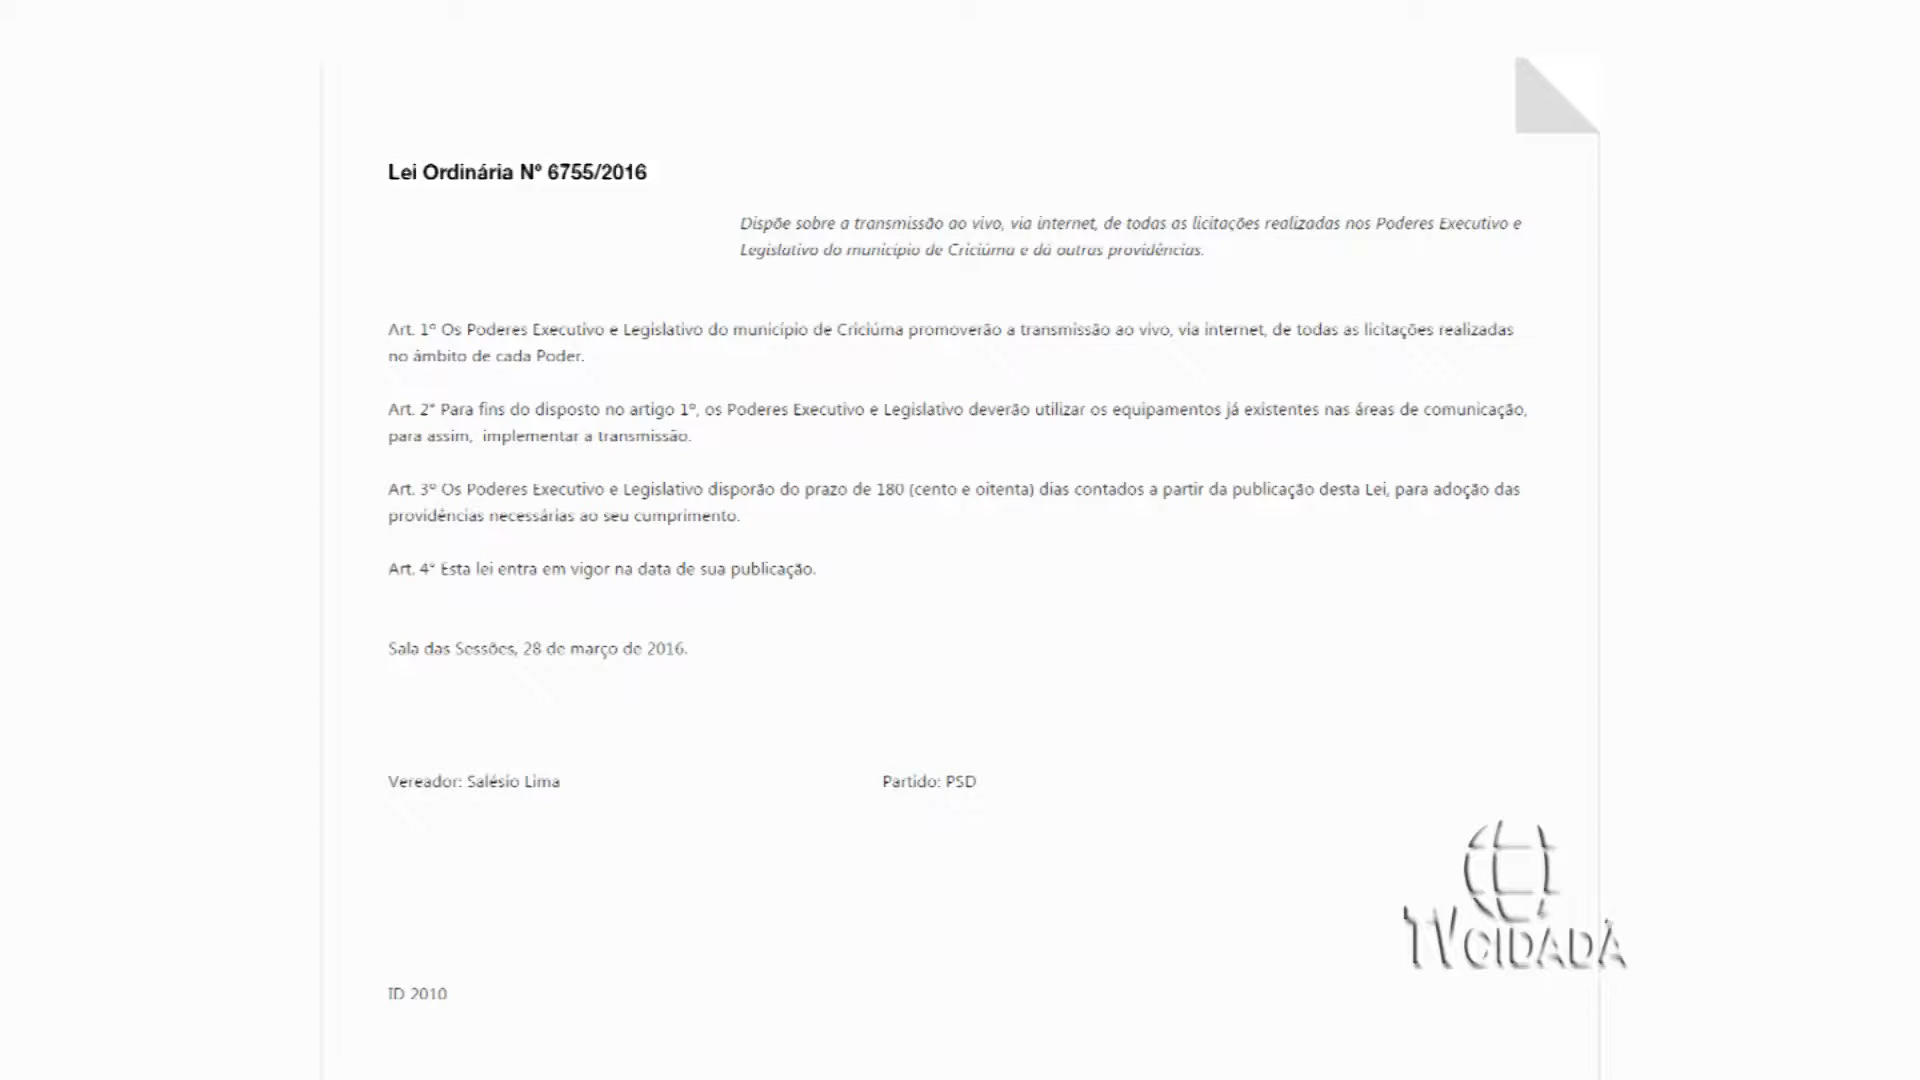 Lei Ordinária Nº 6755/2016
Dispõe sobre a transmissão ao vivo, via internet, de todas as licitações realizadas nos Poderes Executivo e
Legislativo do município de Criciúma e dá outras providências.
Art. 1º Os Poderes Executivo e Legislativo do município de Criciúma promoverão a transmissão ao vivo, via internet, de todas as licitações realizadas
no âmbito de cada Poder.
Art. 2° Para fins do disposto no artigo 1º, os Poderes Executivo e Legislativo deverão utilizar os equipamentos já existentes nas áreas de comunicação,
para assim, implementar a transmissão.
Art. 3º Os Poderes Executivo e Legislativo disporão do prazo de 180 (cento e oitenta) dias contados a partir da publicação desta Lei, para adoção das
providências necessárias ao seu cumprimento.
Art. 4° Esta lei entra em vigor na data de sua publicação.
Sala das Sessões, 28 de março de 2016.
Vereador: Salésio Lima Partido: PSD
TV CIDADÃ
ID 2010